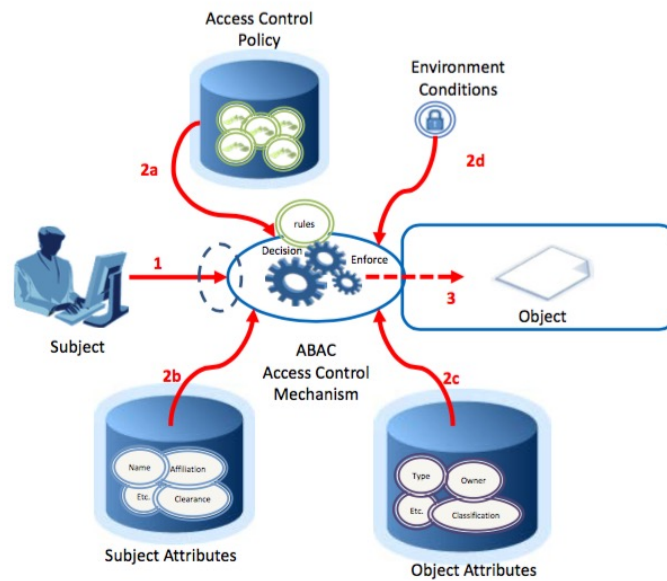 Access Control
Policy
Environment
Conditions
2a
2d
rules
Decision
Enforce
1
3
Subject
Object
ABAC
Access Control
Mechanism
2b
2c
Name
Affiliation
Etc.
Clearance
Type
Owner
Etc.
Classification
Subject Attributes
Object Attributes